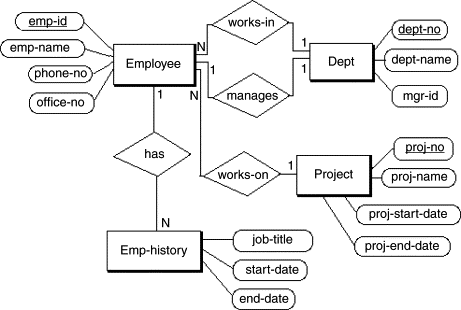 emp-id
emp-name
phone-no
office-no
Employee
works-in
N
1
manages
1
1
Dept
dept-no
dept-name
mgr-id
1
has
N
Emp-history
job-title
start-date
end-date
N
works-on
1
Project
proj-no
proj-name
proj-start-date
proj-end-date